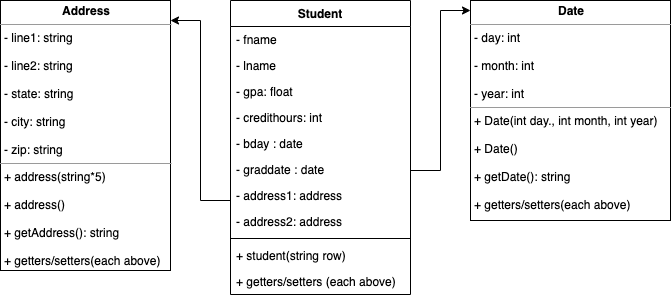 Address
- line1: string
- line2: string
- state: string
- city: string
- zip: string
+ address(string*5)
+ address()
+ getAddress(): string
+ getters/setters(each above)
Student
- fname
- lname
- gpa: float
- credithours: int
- bday : date
- graddate : date
- address1: address
- address2: address
+ student(string row)
+ getters/setters (each above)
Date
- day: int
- month: int
- year: int
+ Date(int day., int month, int year)
+ Date()
+ getDate(): string
+ getters/setters(each above)